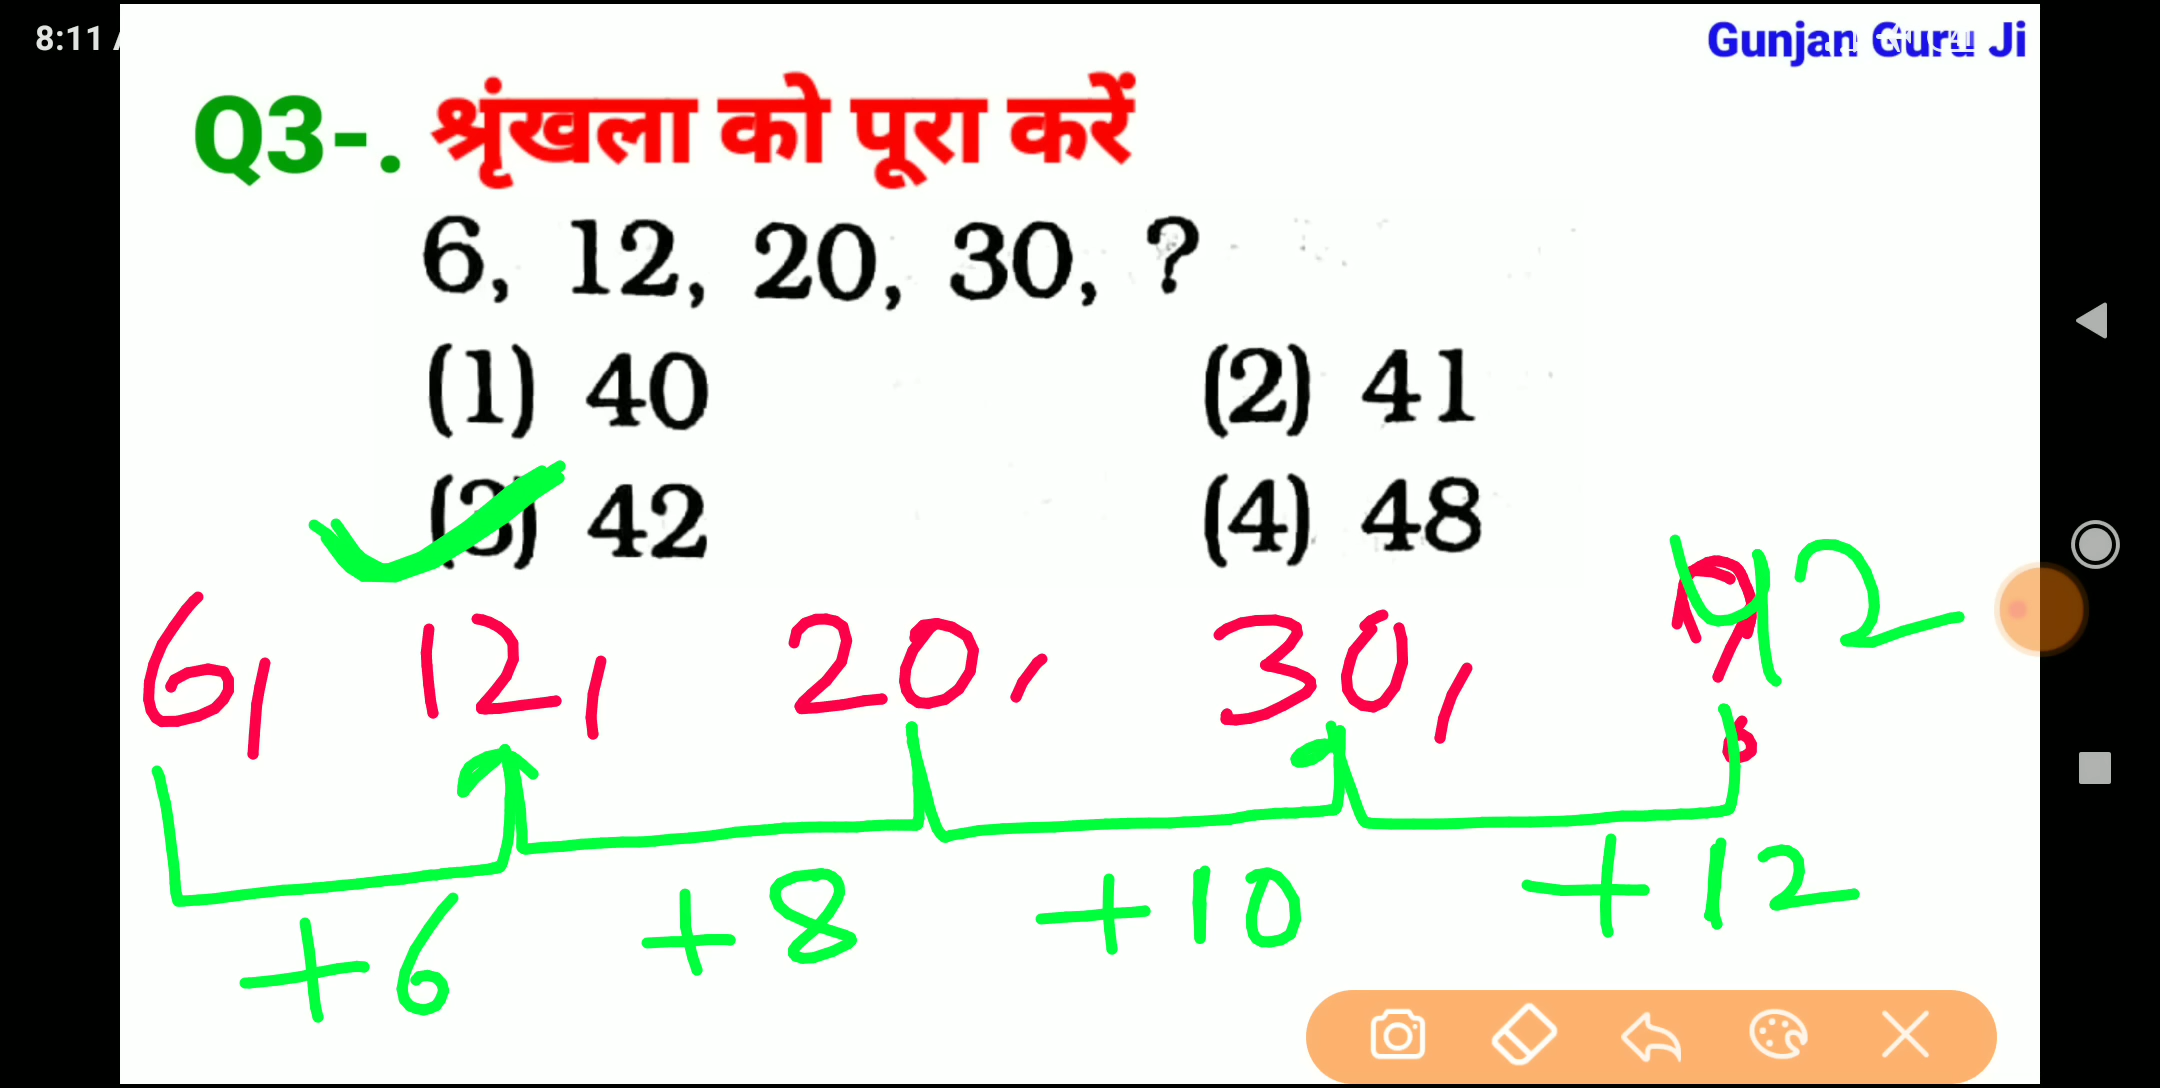 8:11
Gunjan Guru Ji
Q3-. श्रृंखला को पूरा करें
6, 12, 20, 30, ?
(1) 40 (2) 41
(3) 42 (4) 48
6, 12, 20, 30, 42
+6 +8 +10 +12